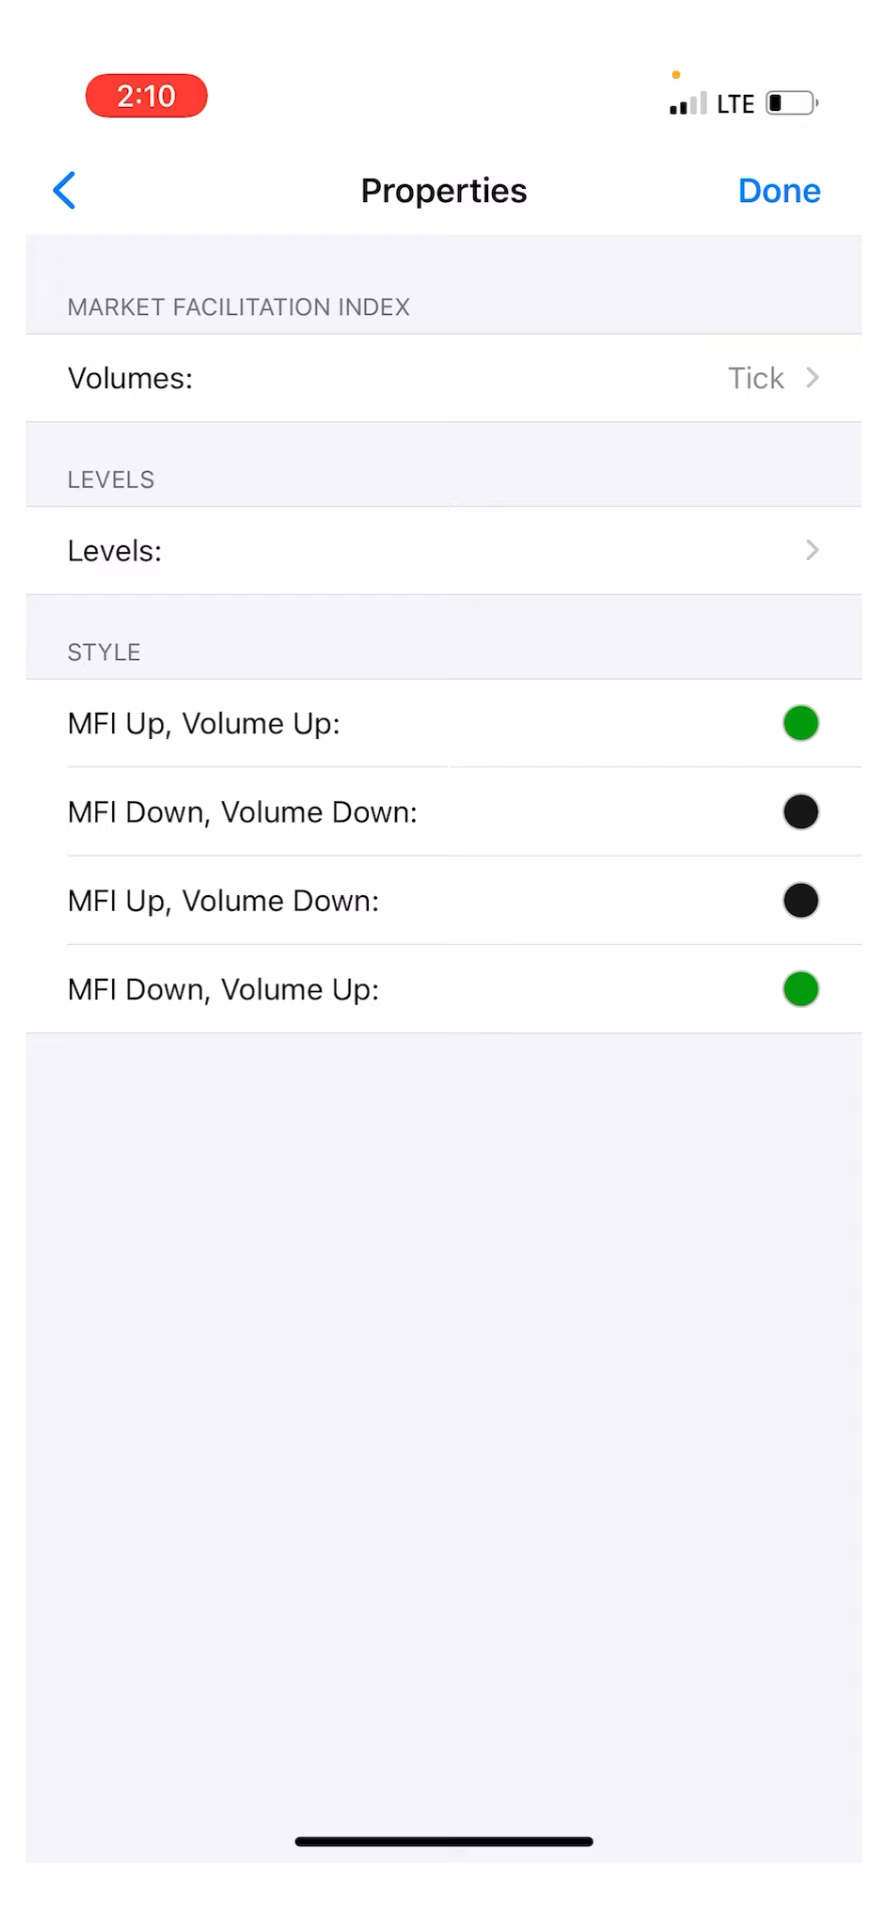 2:10
LTE
Properties
Done
MARKET FACILITATION INDEX
Volumes:
Tick
LEVELS
Levels:
STYLE
MFI Up, Volume Up:
MFI Down, Volume Down:
MFI Up, Volume Down:
MFI Down, Volume Up: